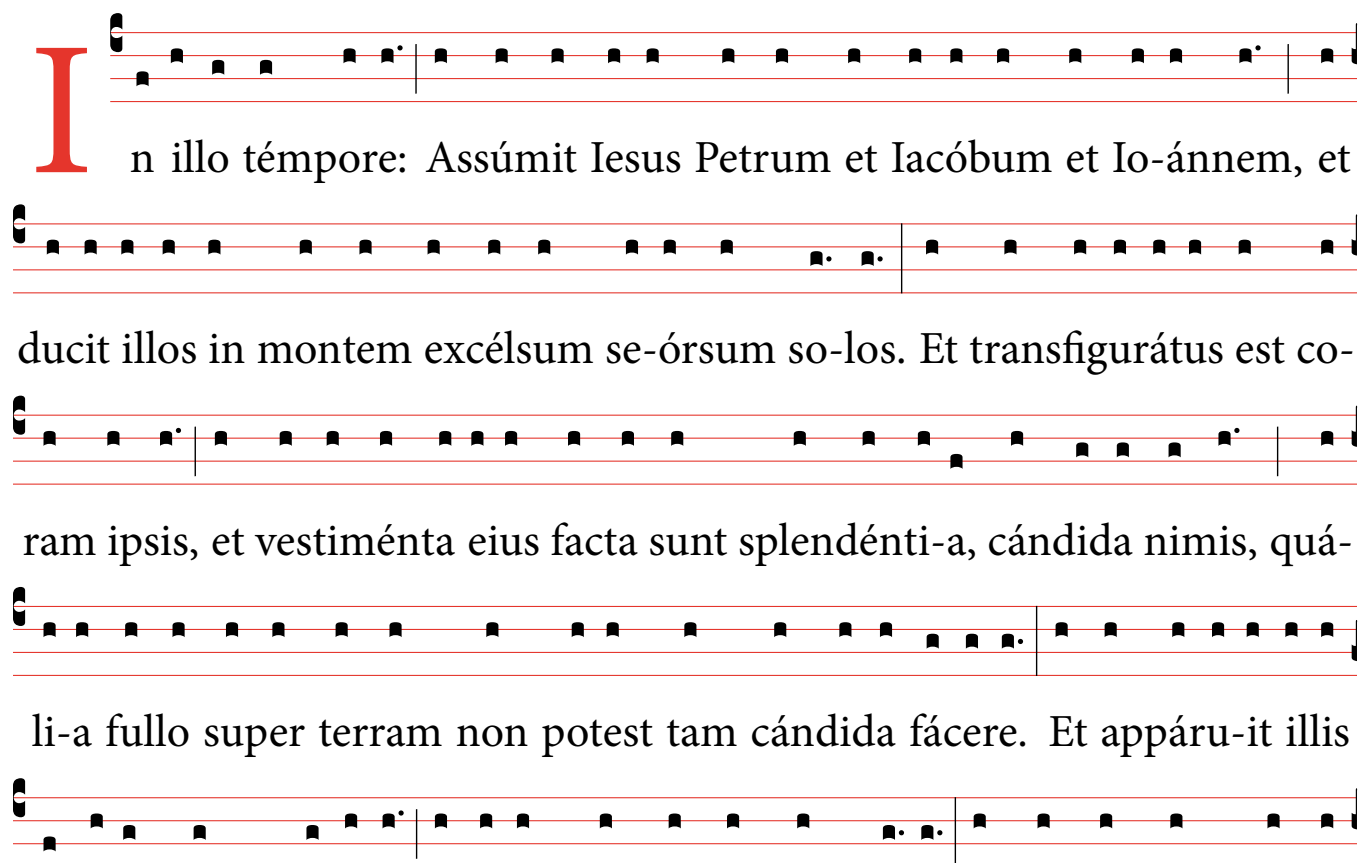 In illo témpore: Assúmit Iesus Petrum et Iacóbum et Io-ánnem, et
ducit illos in montem excélsum se-órsum so-los. Et transfigurátus est co-
ram ipsis, et vestiménta eius facta sunt splendénti-a, cándida nimis, quá-
li-a fullo super terram non potest tam cándida fácere. Et appáru-it illis